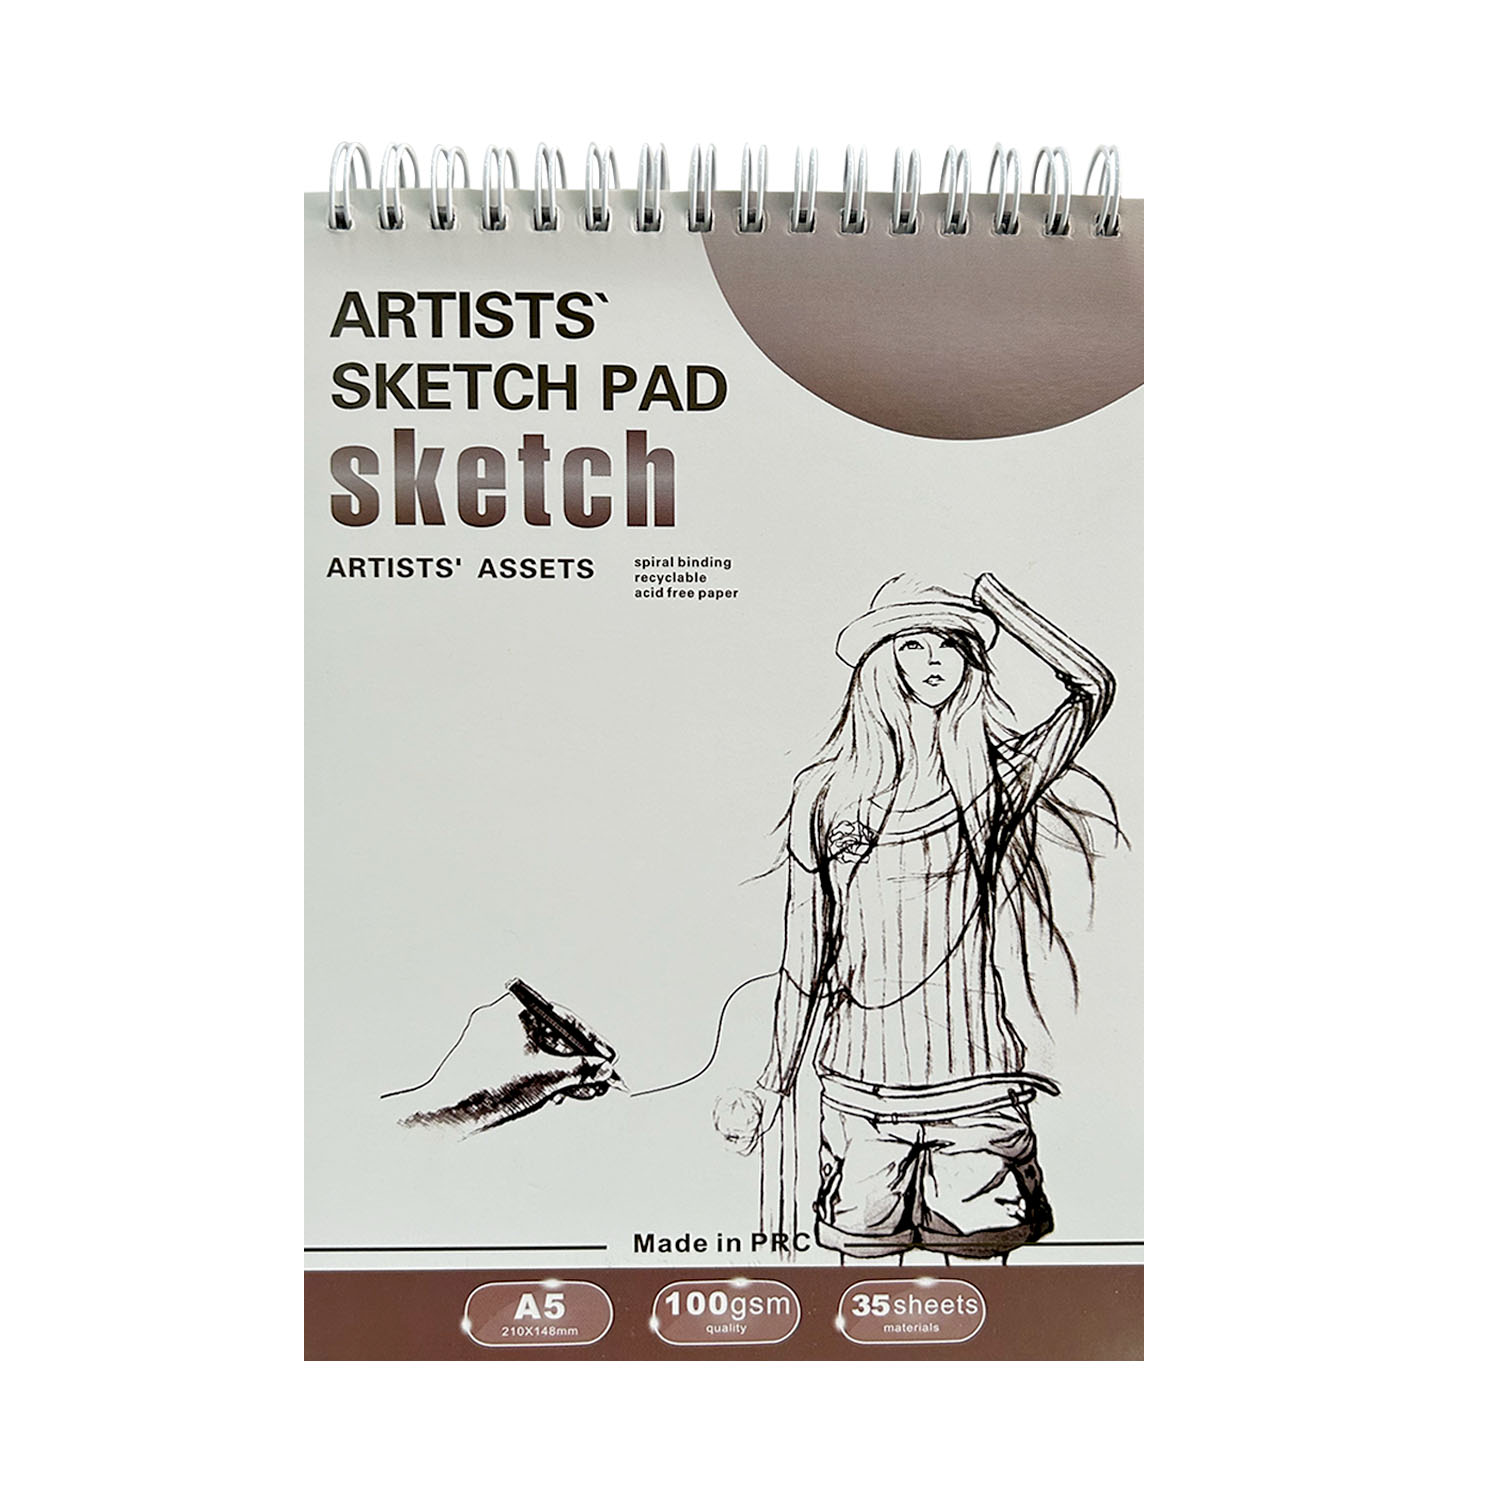 ARTISTS`
SKETCH PAD
sketch
ARTISTS' ASSETS
spiral binding
recyclable
acid free paper
Made in PRC
A5
210X148mm
100gsm
quality
35sheets
materials